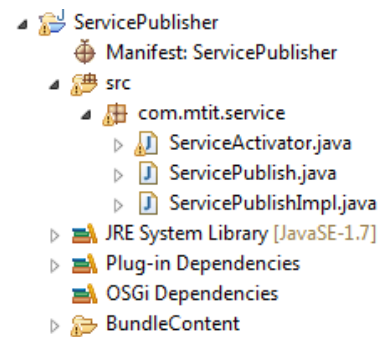 ServicePublisher
Manifest: ServicePublisher
src
com.mtit.service
ServiceActivator.java
ServicePublish.java
ServicePublishImpl.java
JRE System Library [JavaSE-1.7]
Plug-in Dependencies
OSGi Dependencies
BundleContent